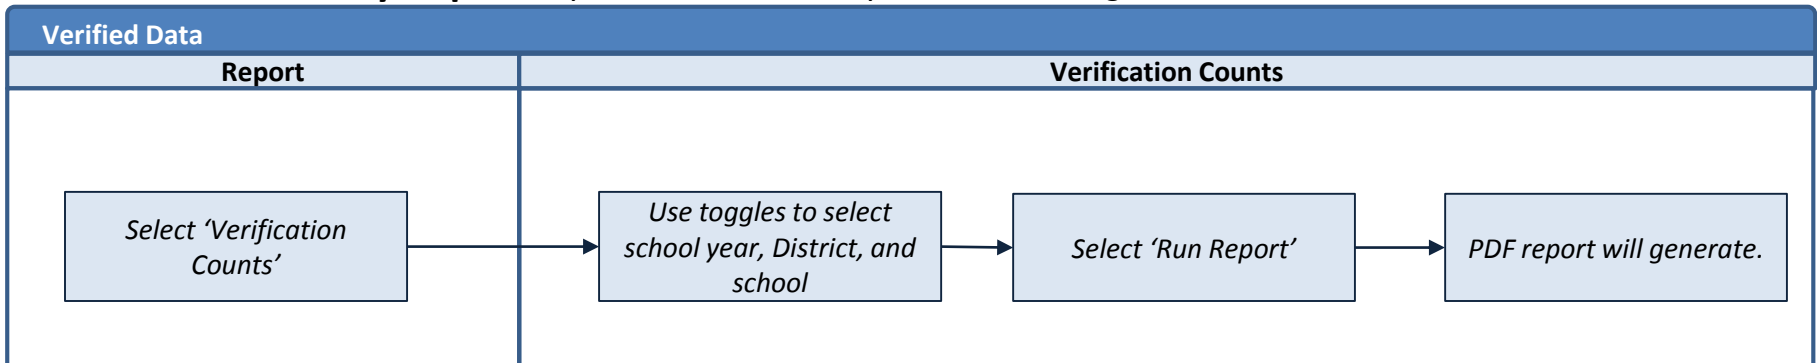 Verified Data
Report
Verification Counts
Select ‘Verification
Counts’
Use toggles to select
school year, District, and
school
Select ‘Run Report’
PDF report will generate.